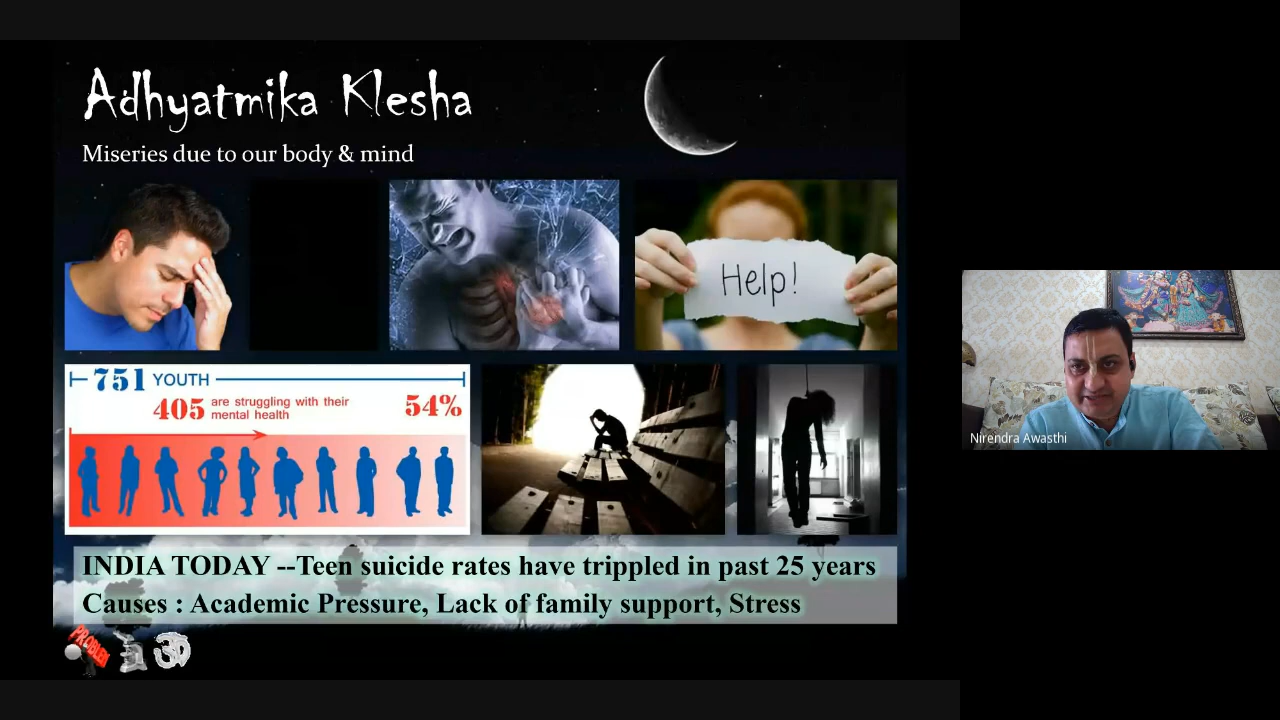 Adhyatmika Klesha
Miseries due to our body & mind
Help!
751 YOUTH
405 are struggling with their
mental health
54%
INDIA TODAY --Teen suicide rates have trippled in past 25 years
Causes : Academic Pressure, Lack of family support, Stress
PROBLEM
ॐ
Nirendra Awasthi